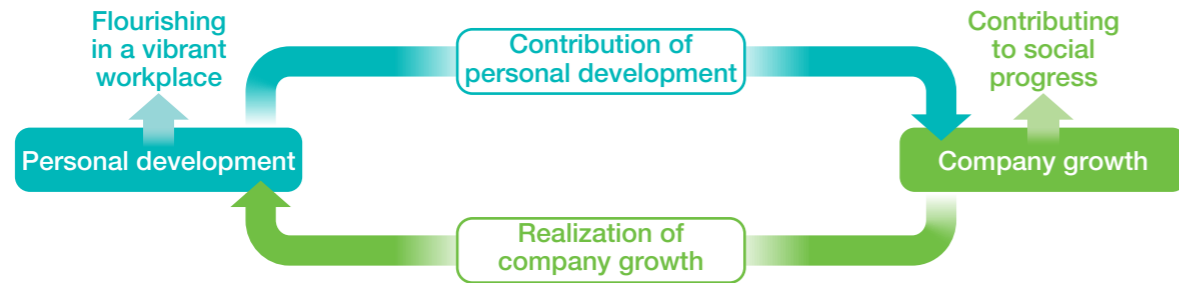 Flourishing
in a vibrant
workplace
Contribution of
personal development
Contributing
to social
progress
Personal development
Company growth
Realization of
company growth